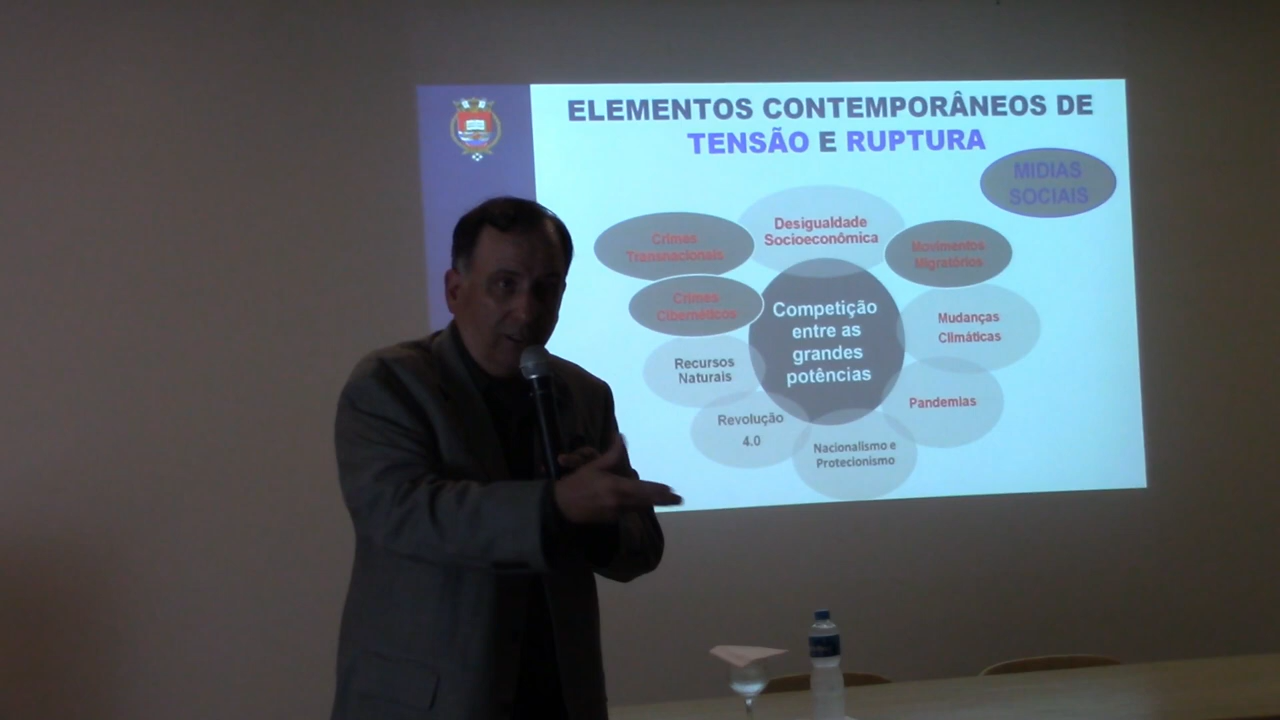 ELEMENTOS CONTEMPORÂNEOS DE
TENSÃO E RUPTURA
MIDIAS
SOCIAIS
Desigualdade
Socioeconômica
Crimes
Transnacionais
Movimentos
Migratórios
Crimes
Cibernéticos
Competição
entre as
grandes
potências
Mudanças
Climáticas
Recursos
Naturais
Pandemias
Revolução
4.0
Nacionalismo e
Protecionismo